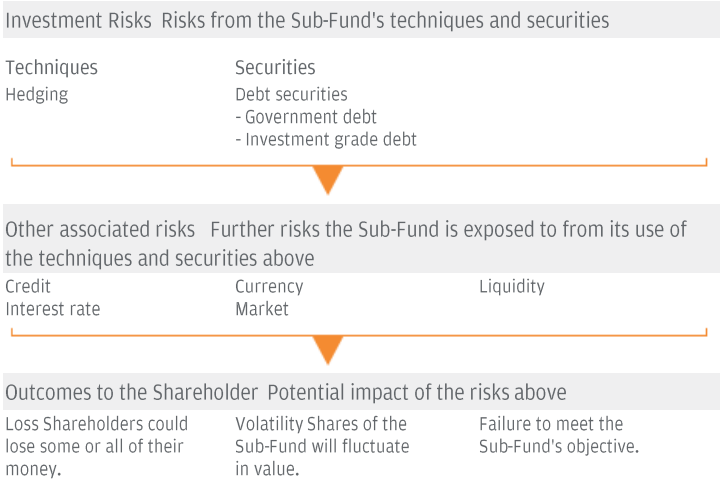 Investment Risks Risks from the Sub-Fund's techniques and securities
Techniques
Hedging
Securities
Debt securities
- Government debt
- Investment grade debt
Other associated risks Further risks the Sub-Fund is exposed to from its use of
the techniques and securities above
Credit
Interest rate
Currency
Market
Liquidity
Outcomes to the Shareholder Potential impact of the risks above
Loss Shareholders could
lose some or all of their
money.
Volatility Shares of the
Sub-Fund will fluctuate
in value.
Failure to meet the
Sub-Fund's objective.